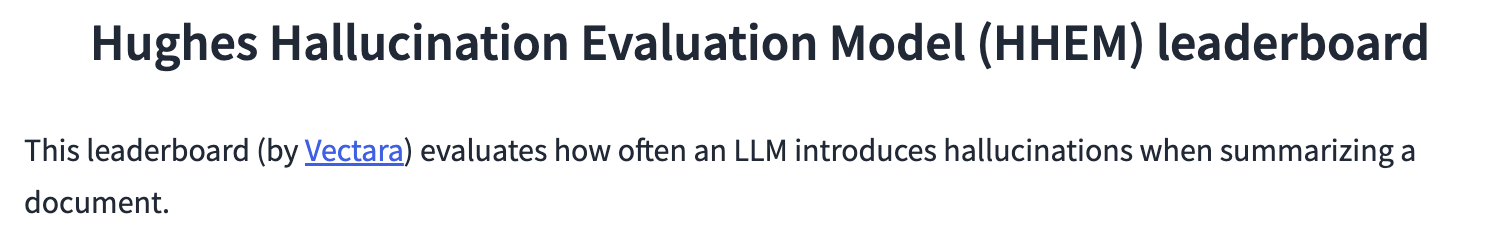 Hughes Hallucination Evaluation Model (HHEM) leaderboard
This leaderboard (by Vectara) evaluates how often an LLM introduces hallucinations when summarizing a
document.